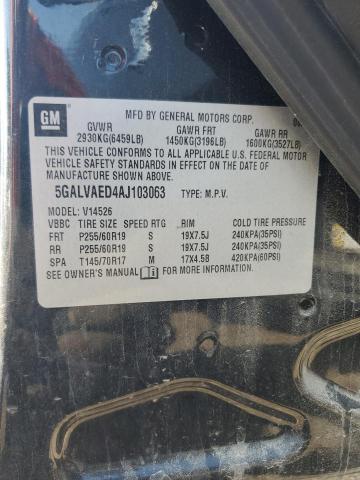 GM
MFD BY GENERAL MOTORS CORP.
GVWR GAWR FRT GAWR RR
2930KG(6459LB) 1450KG(3196LB) 1600KG(3527LB)
THIS VEHICLE CONFORMS TO ALL APPLICABLE U.S. FEDERAL MOTOR
VEHICLE SAFETY STANDARDS IN EFFECT ON THE DATE OF
MANUFACTURE SHOWN ABOVE.
5GALVAED4AJ103063 TYPE: M.P.V.
MODEL: V14526
VBBC TIRE SIZE SPEED RTG RIM COLD TIRE PRESSURE
FRT P255/60R19 S 19X7.5J 240KPA(35PSI)
RR P255/60R19 S 19X7.5J 240KPA(35PSI)
SPA T145/70R17 M 17X4.5B 420KPA(60PSI)
SEE OWNER'S MANUAL FOR MORE INFORMATION.